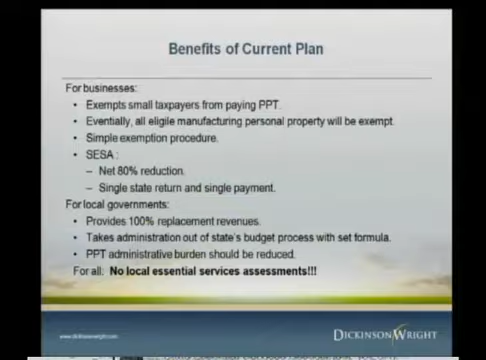 Benefits of Current Plan
For businesses:
• Exempts small taxpayers from paying PPT.
• Eventially, all eligile manufacturing personal property will be exempt.
• Simple exemption procedure.
• SESA :
– Net 80% reduction.
– Single state return and single payment.
For local governments:
• Provides 100% replacement revenues.
• Takes administration out of state's budget process with set formula.
• PPT administrative burden should be reduced.
For all: No local essential services assessments!!!
www.dickinsonwright.com
DICKINSON WRIGHT